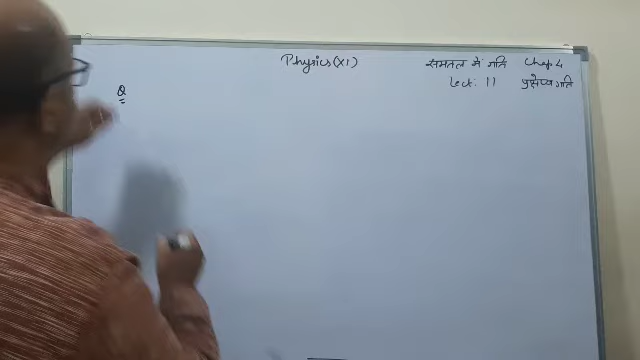 Physics (XI)
समतल में गति Chap 4
Lect: 11 प्रक्षेप्य गति
Q